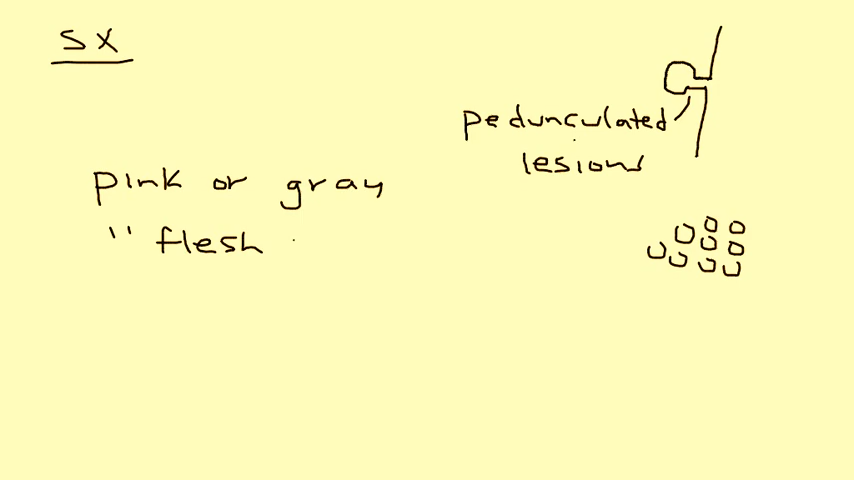 SX
pedunculated
lesions
pink or gray
" flesh